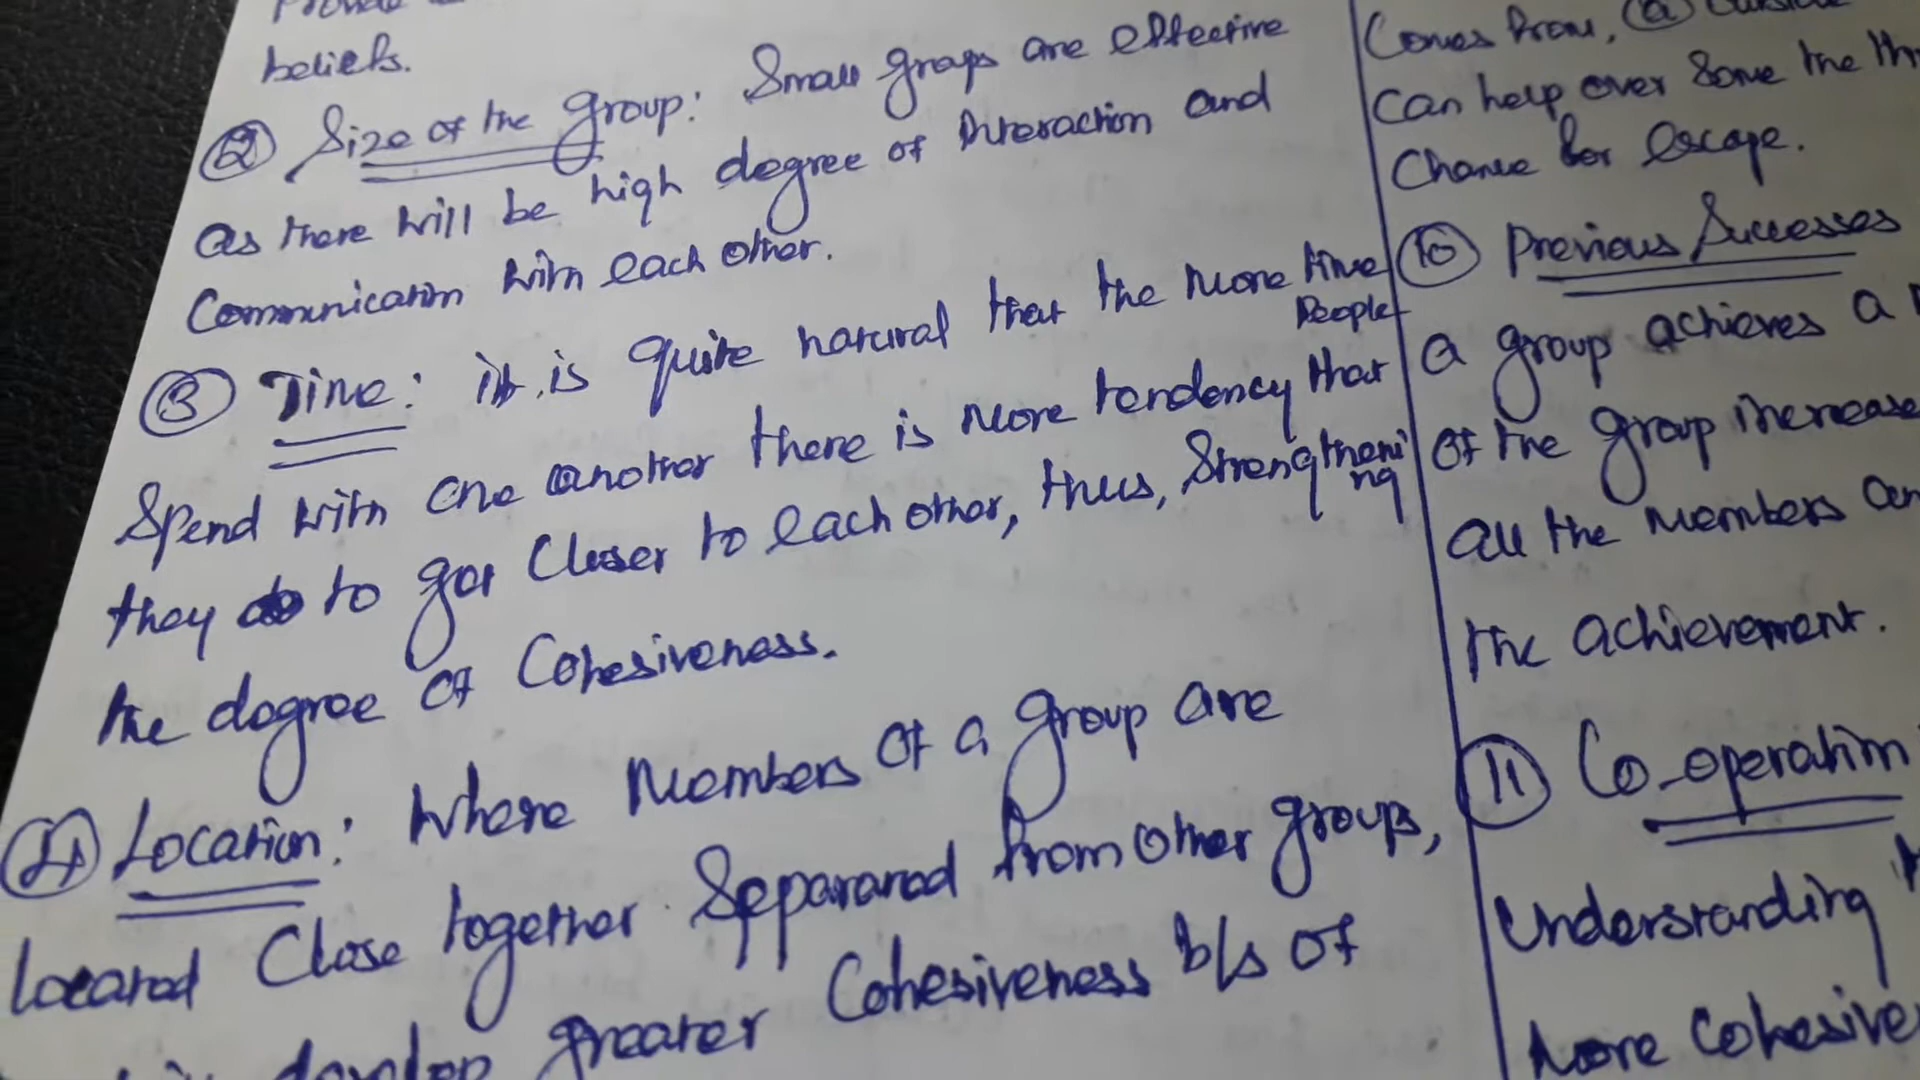 beliefs.
② Size of the group: Small groups are effective
as there will be high degree of interaction and
Communication with each other.
③ Time: it is quite natural that the more time
People
Spend with one another there is more tendency that
they do to get closer to each other, thus, Strengtheni
ng
the degree of Cohesiveness.
④ Location: Where Members of a group are
located Close together Separated from other groups,
develop greater Cohesiveness b/s of
Comes from, ⓐ
Can help over Some the
Chance for escape.
⑩ Previous Successes
a group achieves a
of the group increase
all the members
the achievement.
⑪ Co-operation
Understanding
More Cohesive